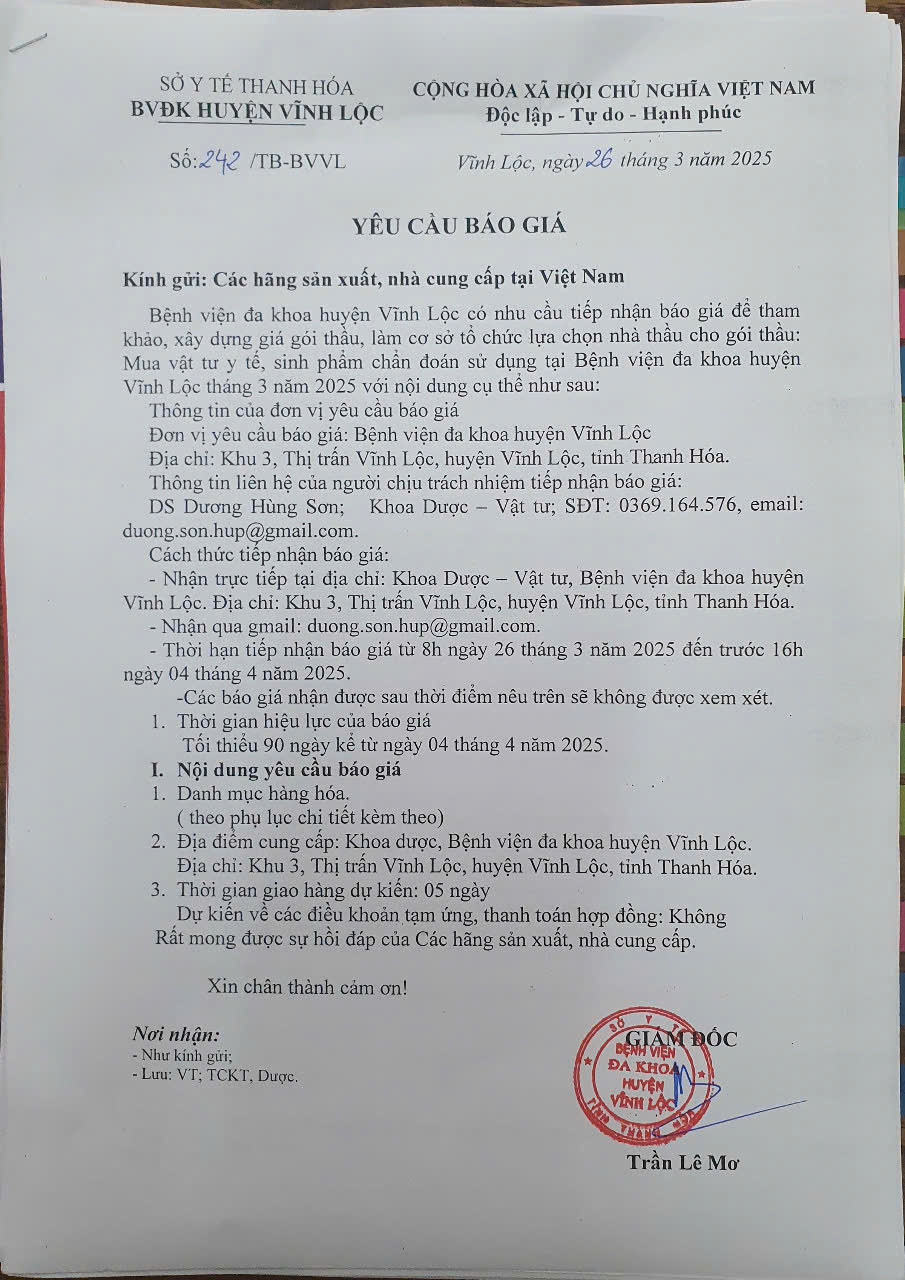 SỞ Y TẾ THANH HÓA
BVĐK HUYỆN VĨNH LỘC
CỘNG HÒA XÃ HỘI CHỦ NGHĨA VIỆT NAM
Độc lập - Tự do - Hạnh phúc
Số:242 /TB-BVVL
Vĩnh Lộc, ngày 26 tháng 3 năm 2025
YÊU CẦU BÁO GIÁ
Kính gửi: Các hãng sản xuất, nhà cung cấp tại Việt Nam
Bệnh viện đa khoa huyện Vĩnh Lộc có nhu cầu tiếp nhận báo giá để tham
khảo, xây dựng giá gói thầu, làm cơ sở tổ chức lựa chọn nhà thầu cho gói thầu:
Mua vật tư y tế, sinh phẩm chẩn đoán sử dụng tại Bệnh viện đa khoa huyện
Vĩnh Lộc tháng 3 năm 2025 với nội dung cụ thể như sau:
Thông tin của đơn vị yêu cầu báo giá
Đơn vị yêu cầu báo giá: Bệnh viện đa khoa huyện Vĩnh Lộc
Địa chỉ: Khu 3, Thị trấn Vĩnh Lộc, huyện Vĩnh Lộc, tỉnh Thanh Hóa.
Thông tin liên hệ của người chịu trách nhiệm tiếp nhận báo giá:
DS Dương Hùng Sơn; Khoa Dược – Vật tư; SĐT: 0369.164.576, email:
duong.son.hup@gmail.com.
Cách thức tiếp nhận báo giá:
- Nhận trực tiếp tại địa chỉ: Khoa Dược – Vật tư, Bệnh viện đa khoa huyện
Vĩnh Lộc. Địa chỉ: Khu 3, Thị trấn Vĩnh Lộc, huyện Vĩnh Lộc, tỉnh Thanh Hóa.
- Nhận qua gmail: duong.son.hup@gmail.com.
- Thời hạn tiếp nhận báo giá từ 8h ngày 26 tháng 3 năm 2025 đến trước 16h
ngày 04 tháng 4 năm 2025.
-Các báo giá nhận được sau thời điểm nêu trên sẽ không được xem xét.
1. Thời gian hiệu lực của báo giá
Tối thiểu 90 ngày kể từ ngày 04 tháng 4 năm 2025.
I. Nội dung yêu cầu báo giá
1. Danh mục hàng hóa.
( theo phụ lục chi tiết kèm theo)
2. Địa điểm cung cấp: Khoa dược, Bệnh viện đa khoa huyện Vĩnh Lộc.
Địa chỉ: Khu 3, Thị trấn Vĩnh Lộc, huyện Vĩnh Lộc, tỉnh Thanh Hóa.
3. Thời gian giao hàng dự kiến: 05 ngày
Dự kiến về các điều khoản tạm ứng, thanh toán hợp đồng: Không
Rất mong được sự hồi đáp của Các hãng sản xuất, nhà cung cấp.
Xin chân thành cảm ơn!
Nơi nhận:
- Như kính gửi;
- Lưu: VT; TCKT, Dược.
GIÁM ĐỐC
SỞ Y TẾ
BỆNH VIỆN
ĐA KHOA
HUYỆN
VĨNH LỘC
TỈNH THANH HÓA
Trần Lê Mơ